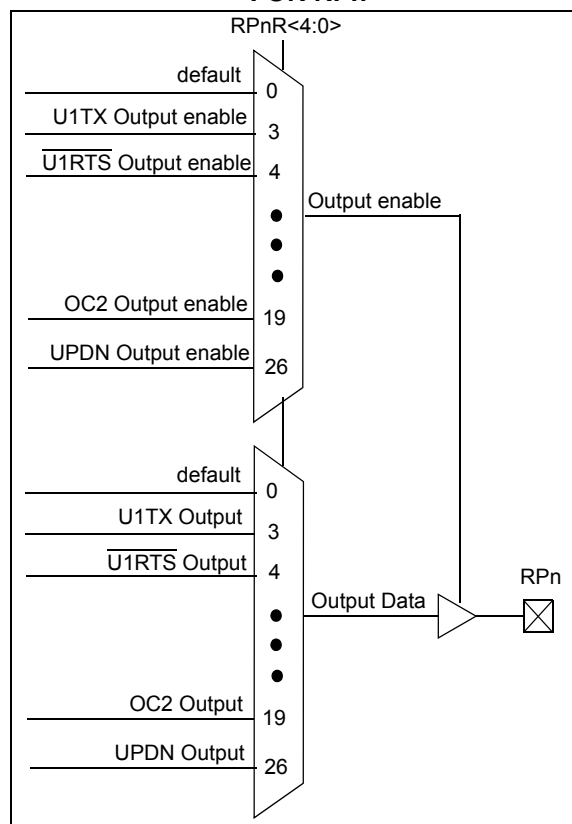 RPnR<4:0>
default
0
U1TX Output enable
3
U1RTS Output enable
4
Output enable
OC2 Output enable
19
UPDN Output enable
26
default
0
U1TX Output
3
U1RTS Output
4
RPn
Output Data
OC2 Output
19
UPDN Output
26